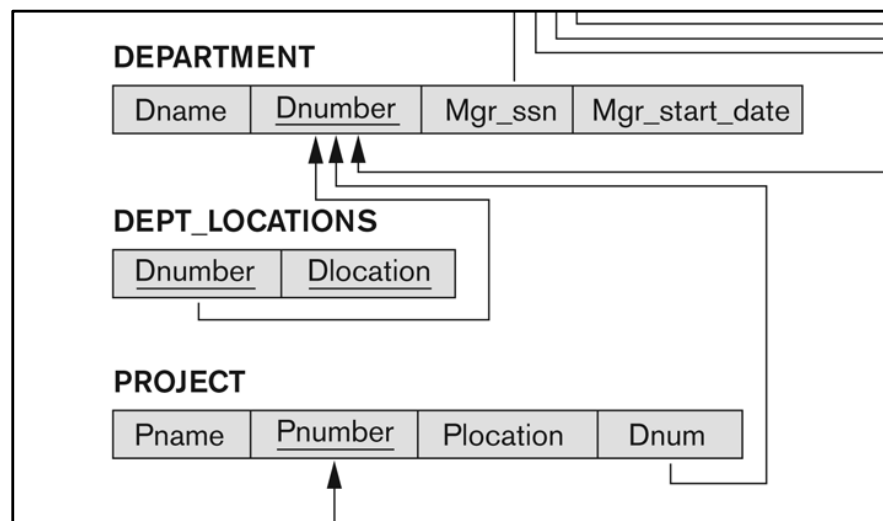 DEPARTMENT
Dname Dnumber Mgr_ssn Mgr_start_date
DEPT_LOCATIONS
Dnumber Dlocation
PROJECT
Pname Pnumber Plocation Dnum